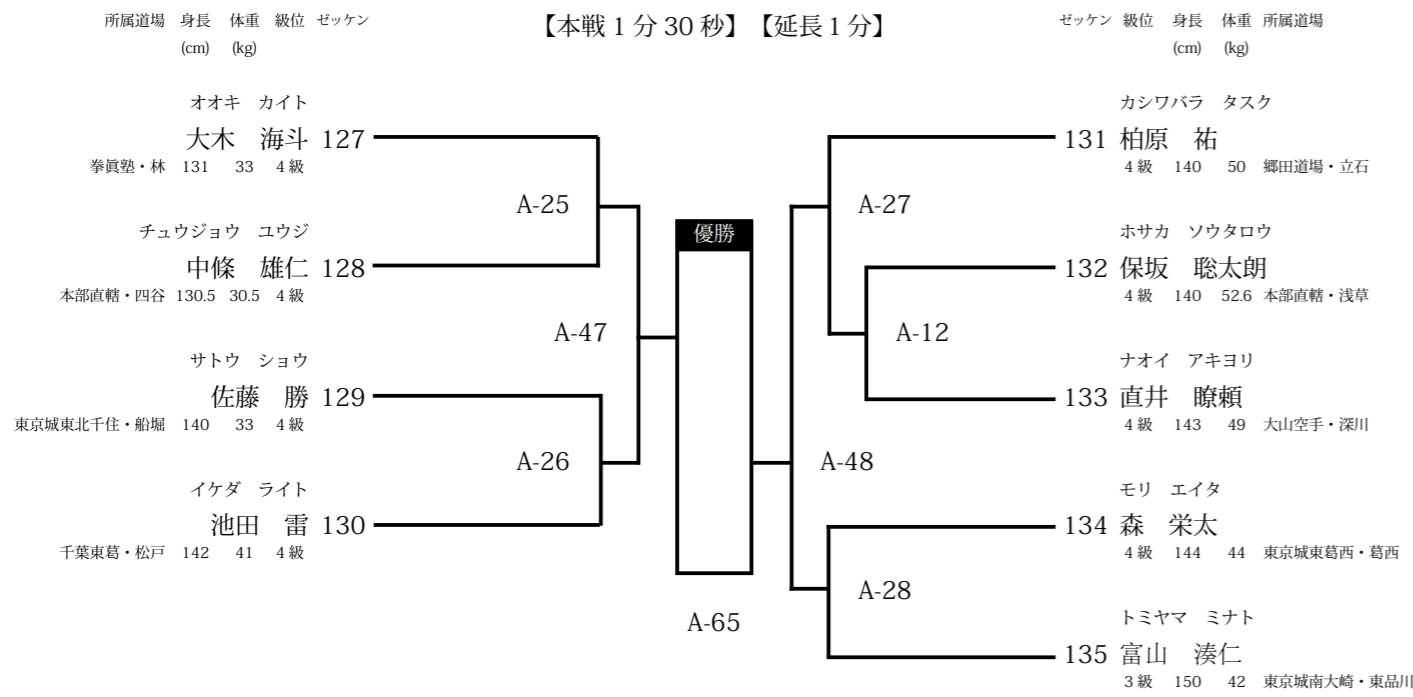 【本戦１分30秒】【延長１分】
所属道場 身長 体重 級位 ゼッケン
(cm) (kg)
オオキ カイト
大木 海斗 127
拳眞塾・林 131 33 4級
A-25
チュウジョウ ユウジ
中條 雄仁 128
本部直轄・四谷 130.5 30.5 4級
A-47
サトウ ショウ
佐藤 勝 129
東京城東北千住・船堀 140 33 4級
A-26
イケダ ライト
池田 雷 130
千葉東葛・松戸 142 41 4級
優勝
A-65
ゼッケン 級位 身長 体重 所属道場
(cm) (kg)
カシワバラ タスク
131 柏原 祐
4級 140 50 郷田道場・立石
A-27
ホサカ ソウタロウ
132 保坂 聡太朗
4級 140 52.6 本部直轄・浅草
A-12
ナオイ アキヨリ
133 直井 瞭頼
4級 143 49 大山空手・深川
A-48
モリ エイタ
134 森 栄太
4級 144 44 東京城東葛西・葛西
A-28
トミヤマ ミナト
135 富山 湊仁
3級 150 42 東京城南大崎・東品川